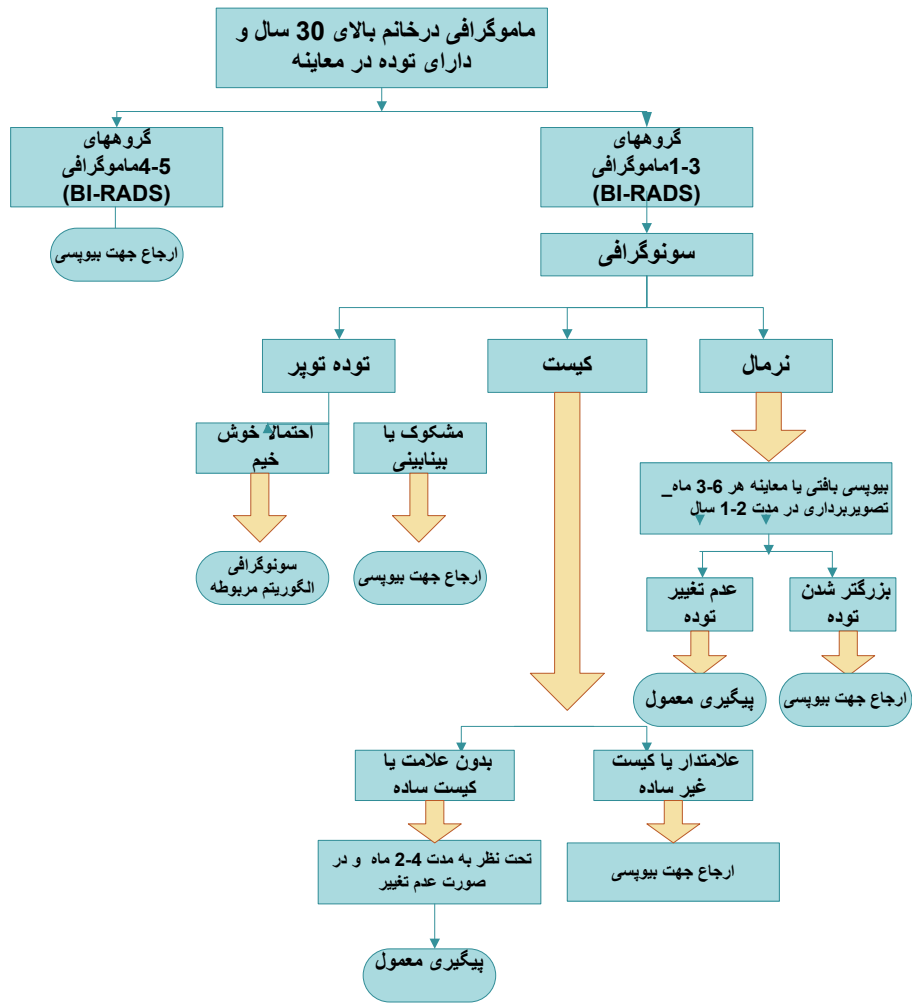 ماموگرافی درخانم بالای 30 سال و
دارای توده در معاینه
گروههای
1-3ماموگرافی
(BI-RADS)
گروههای
4-5ماموگرافی
(BI-RADS)
ارجاع جهت بیوپسی
سونوگرافی
نرمال
کیست
توده توپر
مشکوک یا
بینابینی
احتمالا خوش
خیم
ارجاع جهت بیوپسی
سونوگرافی
الگوریتم مربوطه
بیوپسی بافتی یا معاینه هر 6-3 ماه_
تصویربرداری در مدت 2-1 سال
بزرگتر شدن
توده
عدم تغییر
توده
ارجاع جهت بیوپسی
پیگیری معمول
علامتدار یا کیست
غیر ساده
بدون علامت یا
کیست ساده
ارجاع جهت بیوپسی
تحت نظر به مدت 4-2 ماه و در
صورت عدم تغییر
پیگیری معمول